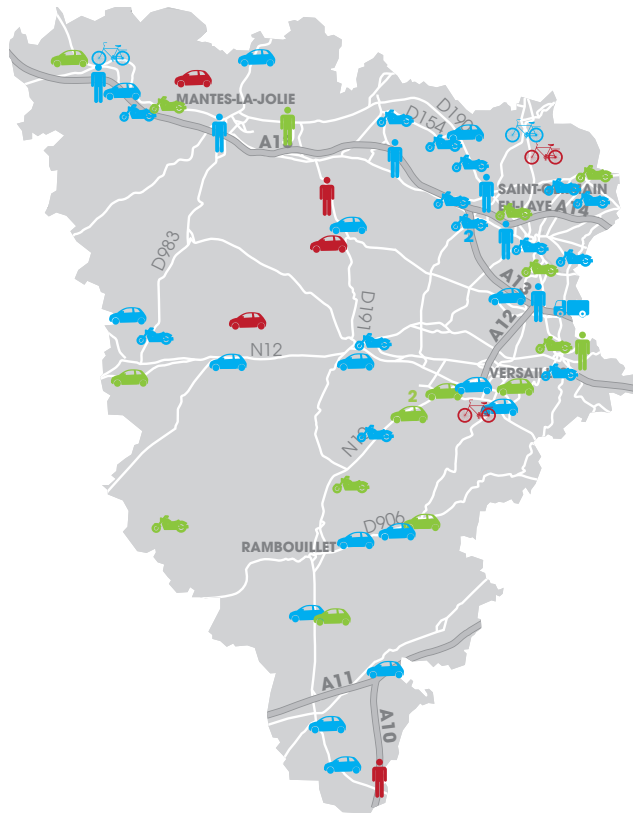 MANTES-LA-JOLIE
D190
D154
A13
SAINT-GERMAIN
EN-LAYE
A14
2
D983
A13
D191
A12
N12
VERSAIL
2
N10
D906
RAMBOUILLET
A11
A10